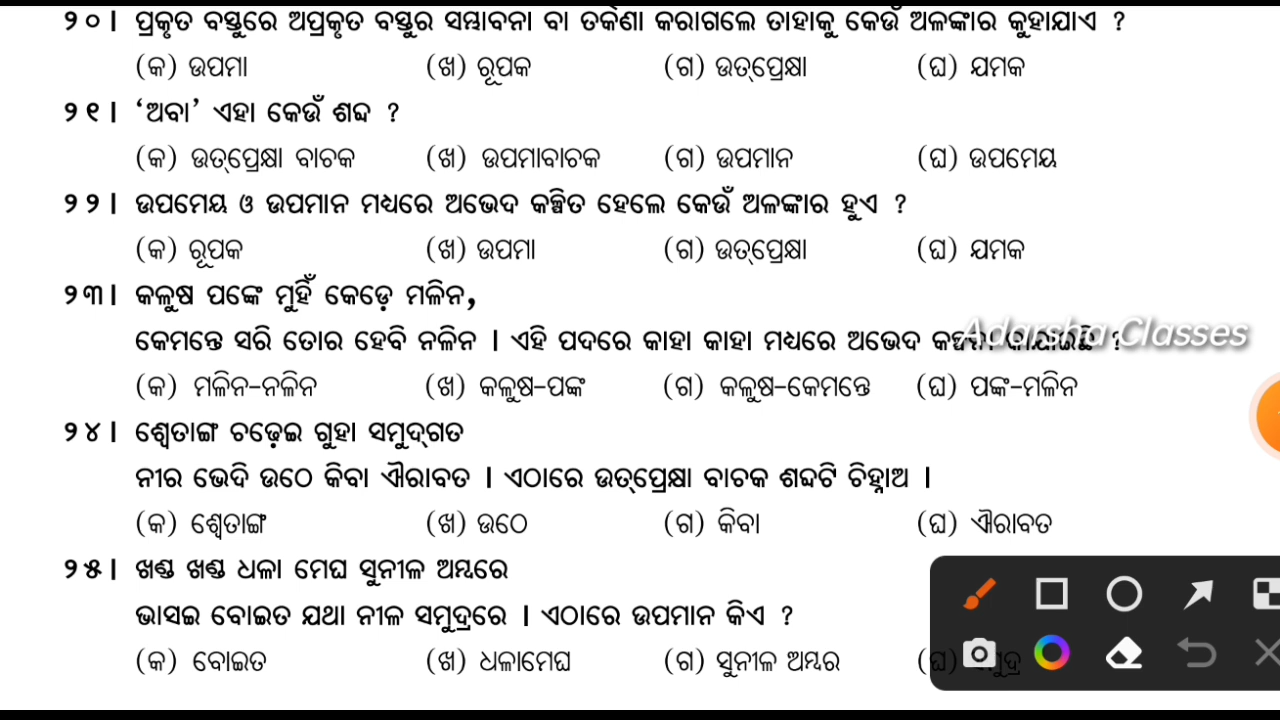 ୨୦। ପ୍ରକୃତ ବସ୍ତୁରେ ଅପ୍ରକୃତ ବସ୍ତୁର ସମ୍ଭାବନା ବା ତର୍କଣା କରାଗଲେ ତାହାକୁ କେଉଁ ଅଳଙ୍କାର କୁହାଯାଏ ?
(କ) ଉପମା (ଖ) ରୂପକ (ଗ) ଉତ୍‌ପ୍ରେକ୍ଷା (ଘ) ଯମକ
୨୧। ‘ଅବା’ ଏହା କେଉଁ ଶବ୍ଦ ?
(କ) ଉତ୍‌ପ୍ରେକ୍ଷା ବାଚକ (ଖ) ଉପମାବାଚକ (ଗ) ଉପମାନ (ଘ) ଉପମେୟ
୨୨। ଉପମେୟ ଓ ଉପମାନ ମଧ୍ୟରେ ଅଭେଦ କଳ୍ପିତ ହେଲେ କେଉଁ ଅଳଙ୍କାର ହୁଏ ?
(କ) ରୂପକ (ଖ) ଉପମା (ଗ) ଉତ୍‌ପ୍ରେକ୍ଷା (ଘ) ଯମକ
୨୩। କଳୁଷ ପଙ୍କେ ମୁହିଁ କେଡ଼େ ମଳିନ,
କେମନ୍ତେ ସରି ତୋର ହେବି ନଳିନ । ଏହି ପଦରେ କାହା କାହା ମଧ୍ୟରେ ଅଭେଦ Adarsha Classes ?
(କ) ମଳିନ-ନଳିନ (ଖ) କଳୁଷ-ପଙ୍କ (ଗ) କଳୁଷ-କେମନ୍ତେ (ଘ) ପଙ୍କ-ମଳିନ
୨୪। ଶ୍ୱେତାଙ୍ଗ ଚଢ଼େଇ ଗୁହା ସମୁଦ୍‌ଗତ
ନୀର ଭେଦି ଉଠେ କିବା ଐରାବତ । ଏଠାରେ ଉତ୍‌ପ୍ରେକ୍ଷା ବାଚକ ଶବ୍ଦଟି ଚିହ୍ନାଅ ।
(କ) ଶ୍ୱେତାଙ୍ଗ (ଖ) ଉଠେ (ଗ) କିବା (ଘ) ଐରାବତ
୨୫। ଖଣ୍ଡ ଖଣ୍ଡ ଧଳା ମେଘ ସୁନୀଳ ଅମ୍ବରେ
ଭାସଇ ବୋଇତ ଯଥା ନୀଳ ସମୁଦ୍ରରେ । ଏଠାରେ ଉପମାନ କିଏ ?
(କ) ବୋଇତ (ଖ) ଧଳାମେଘ (ଗ) ସୁନୀଳ ଅମ୍ବର